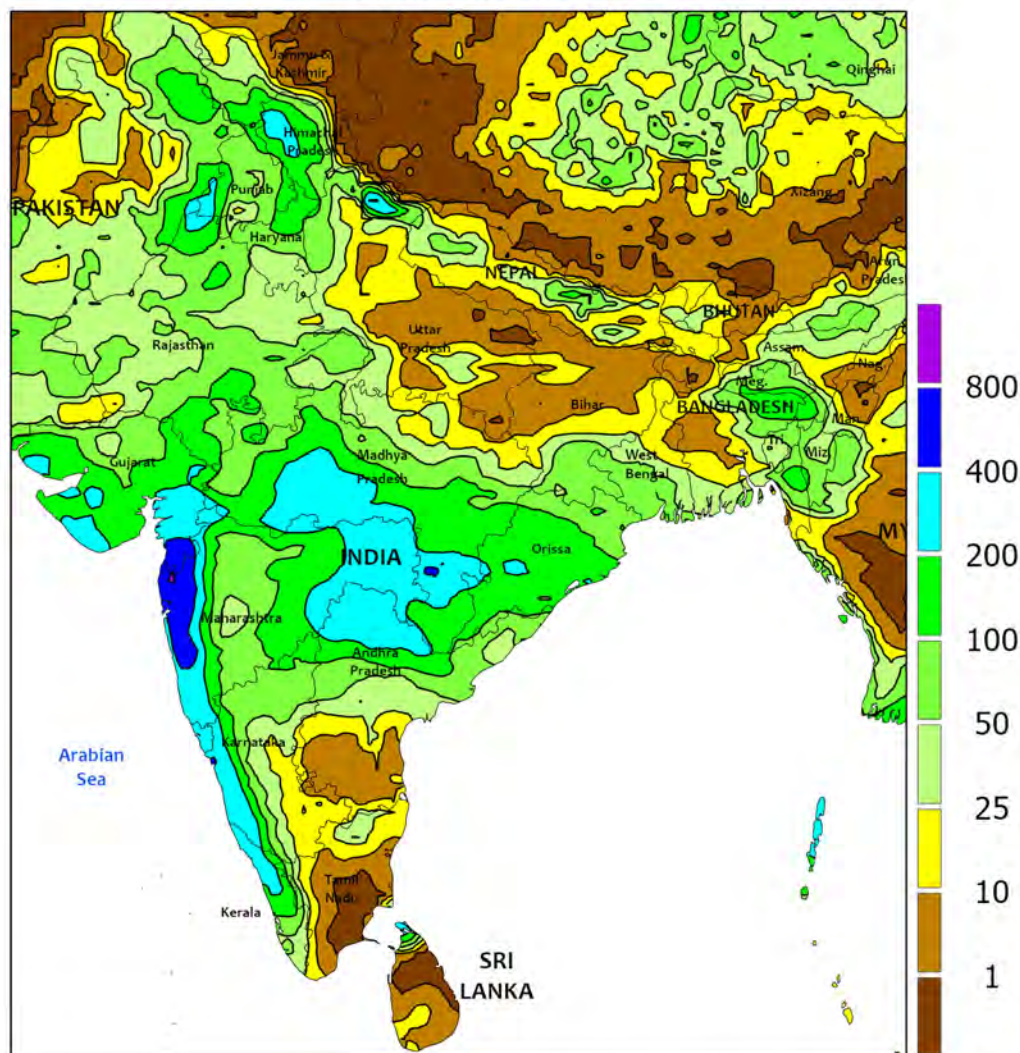 Jammu &
Kashmir
Qinghai
Himachal
Pradesh
Punjab
Xizang
PAKISTAN
Haryana
NEPAL
Arun
Pradesh
BHUTAN
Uttar
Pradesh
Rajasthan
Assam
Nag
Meg.
800
Bihar
BANGLADESH
Man
Tri
Miz
Madhya
Pradesh
West
Bengal
Gujarat
400
MY
INDIA
Orissa
200
Maharashtra
100
Andhra
Pradesh
50
Karnataka
Arabian
Sea
25
Tamil
Nadu
10
Kerala
SRI
LANKA
1